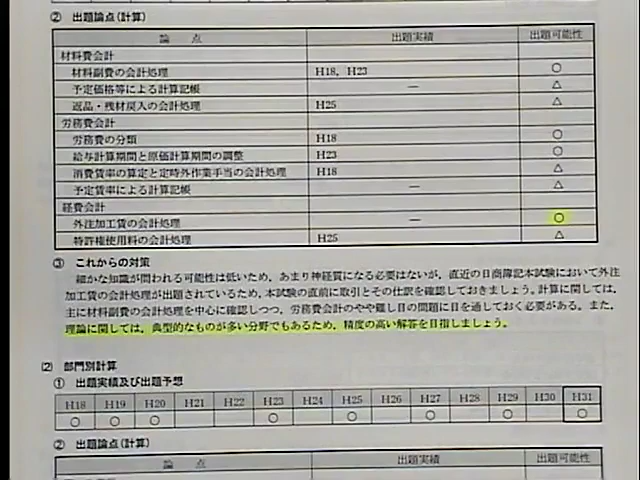 ② 出題論点(計算)
論 点 出題実績 出題可能性
材料費会計
材料副費の会計処理 H18, H23 ○
予定価格等による計算記帳 — △
返品・残材戻入の会計処理 H25 △
労務費会計
労務費の分類 H18 ○
給与計算期間と原価計算期間の調整 H23 ○
消費賃率の算定と定時外作業手当の会計処理 H18 △
予定賃率による計算記帳 — △
経費会計
外注加工賃の会計処理 — ○
特許権使用料の会計処理 H25 △
③ これからの対策
細かな知識が問われる可能性は低いため、あまり神経質になる必要はないが、直近の日商簿記本試験において外注
加工賃の会計処理が出題されているため、本試験の直前に取引とその仕訳を確認しておきましょう。計算に関しては、
主に材料副費の会計処理を中心に確認しつつ、労務費会計のやや難し目の問題に目を通しておく必要がある。また、
理論に関しては、典型的なものが多い分野でもあるため、精度の高い解答を目指しましょう。
(2) 部門別計算
① 出題実績及び出題予想
H18 H19 H20 H21 H22 H23 H24 H25 H26 H27 H28 H29 H30 H31
○ ○ ○ ○ ○ ○ ○ ○
② 出題論点(計算)
論 点 出題実績 出題可能性